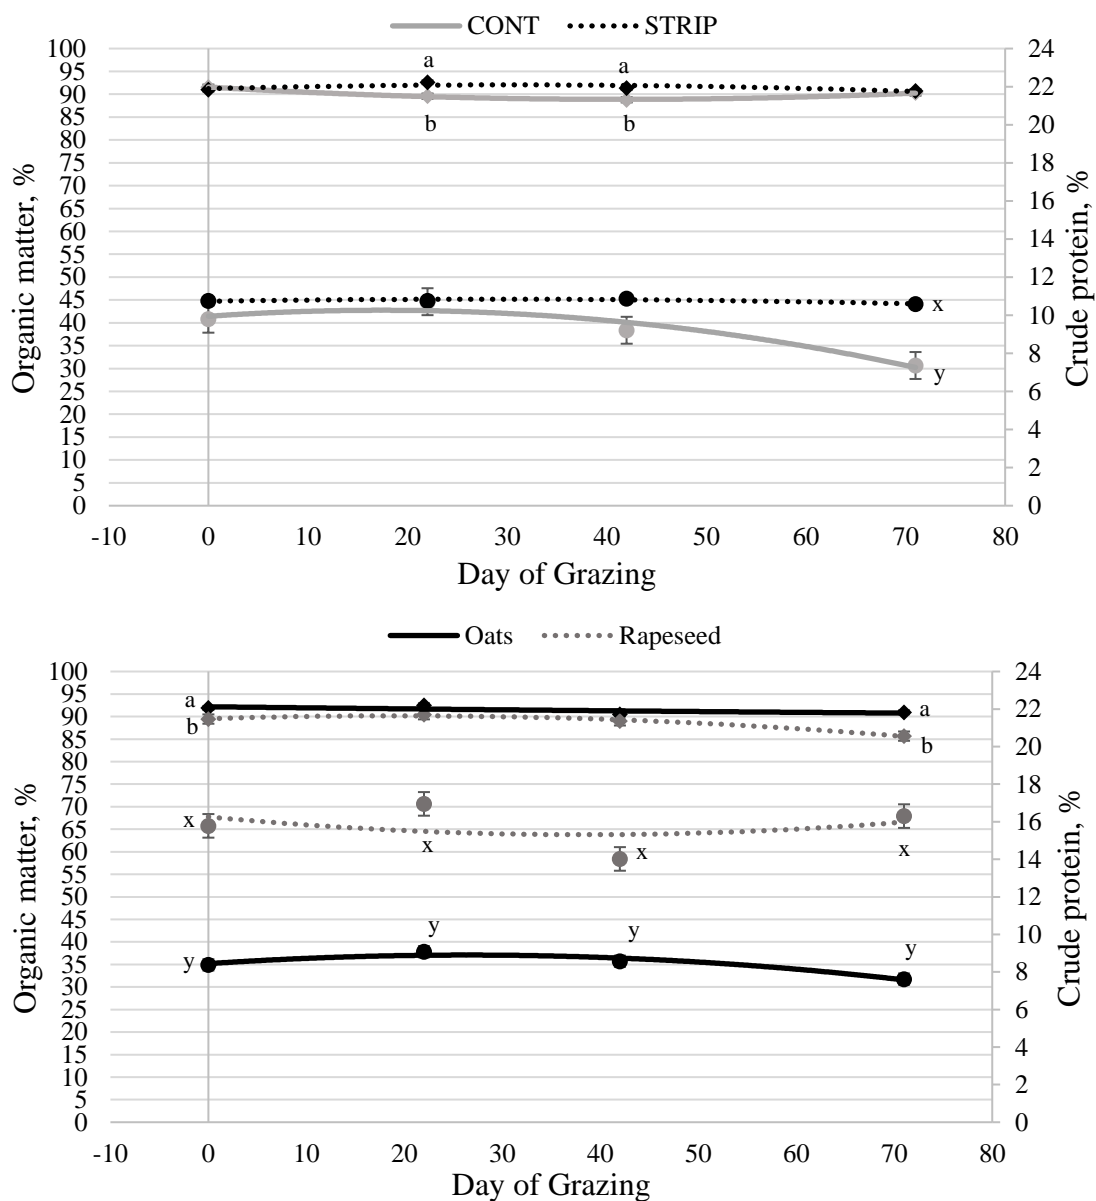 CONT STRIP
100 24
95
a a
90 22
85
b b
80 20
75
70 18
65 16
60
55 14
50 12
45
x
40 10
35
30 8
y
25 6
20
15 4
10
5 2
0 0
-10 0 10 20 30 40 50 60 70 80
Organic matter, %
Crude protein, %
Day of Grazing
Oats Rapeseed
100 24
95
a a
90 22
b
85 20
b
80
75 18
70
x
65 16
x x x
60 14
55
50 12
45
y y
40 10
y
35 8
y
30
25 6
20
15 4
10
5 2
0 0
-10 0 10 20 30 40 50 60 70 80
Organic matter, %
Crude protein, %
Day of Grazing